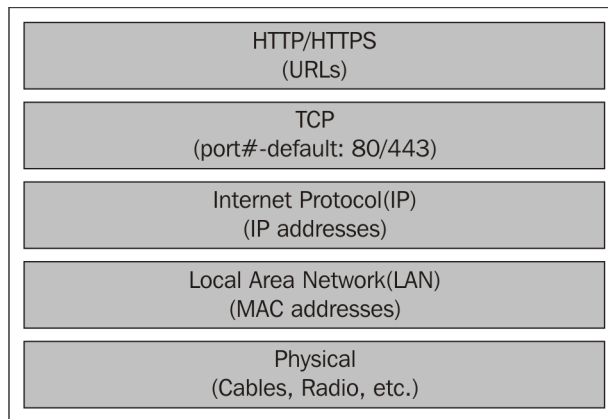 HTTP/HTTPS
(URLs)
TCP
(port#-default: 80/443)
Internet Protocol(IP)
(IP addresses)
Local Area Network(LAN)
(MAC addresses)
Physical
(Cables, Radio, etc.)